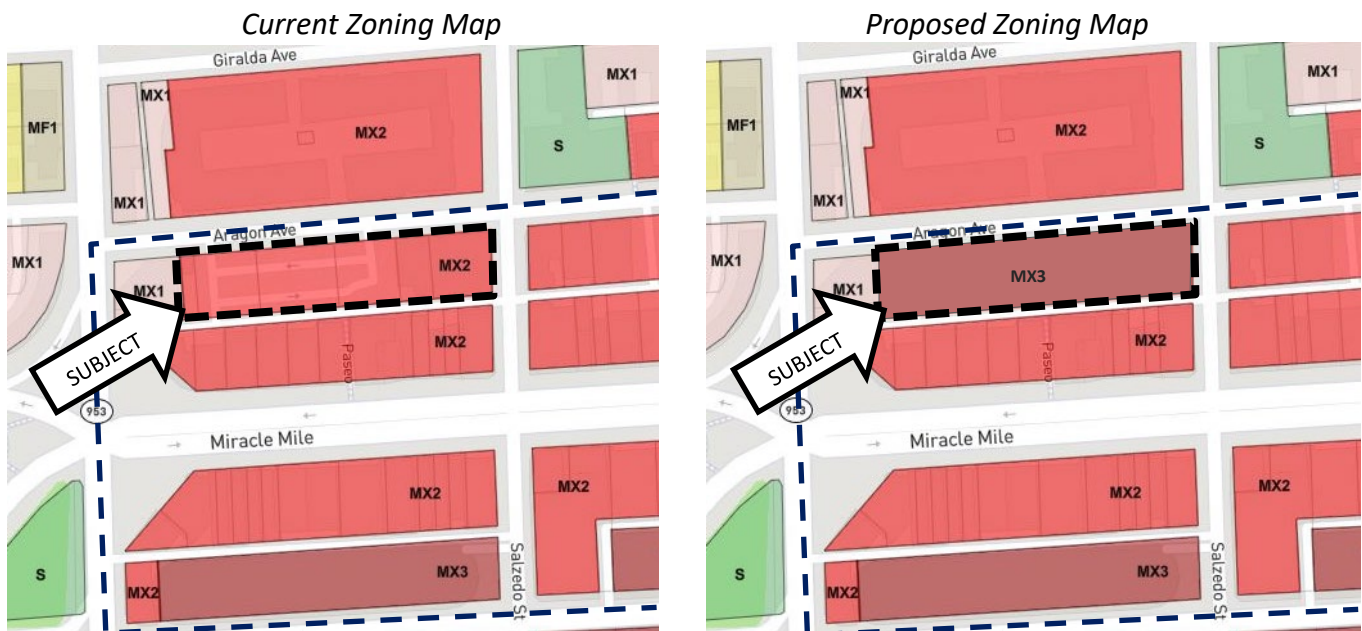 Current Zoning Map
Giralda Ave
MX1
MX1
MF1
MX2
S
MX1
Aragon Ave
MX1
MX2
MX1
SUBJECT
Paseo
MX2
953
Miracle Mile
MX2
MX2
S
MX2
MX3
Salzedo St
Proposed Zoning Map
Giralda Ave
MX1
MX1
MF1
MX2
S
MX1
Aragon Ave
MX1
MX3
MX1
SUBJECT
Paseo
MX2
953
Miracle Mile
MX2
MX2
S
MX2
MX3
Salzedo St